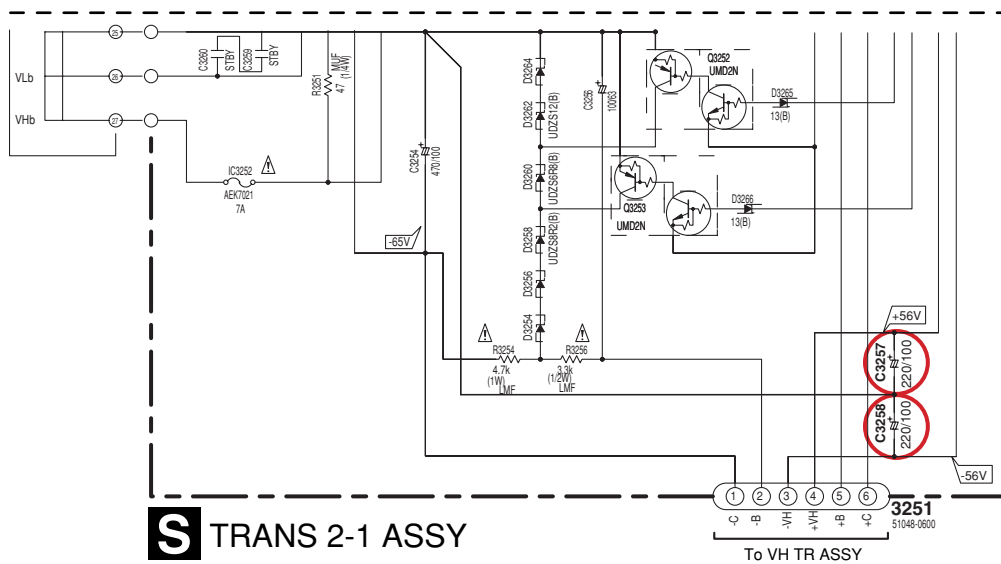 25
C3260
STBY
C3259
STBY
VLb
26
R3251
47
MUF
(1/4W)
VHb
27
IC3252
AEK7021
7A
C3254
470/100
-65V
D3264
D3262
UDZS12(B)
D3260
UDZS6R8(B)
D3258
UDZS8R2(B)
D3256
D3254
C3266
100/63
Q3252
UMD2N
D3265
13(B)
Q3253
UMD2N
D3266
13(B)
R3254
4.7k
(1W)
LMF
R3256
3.3k
(1/2W)
LMF
+56V
C3257
220/100
C3258
220/100
-56V
1 2 3 4 5 6
-C -B -VH +VH +B +C
3251
51048-0600
S TRANS 2-1 ASSY
To VH TR ASSY